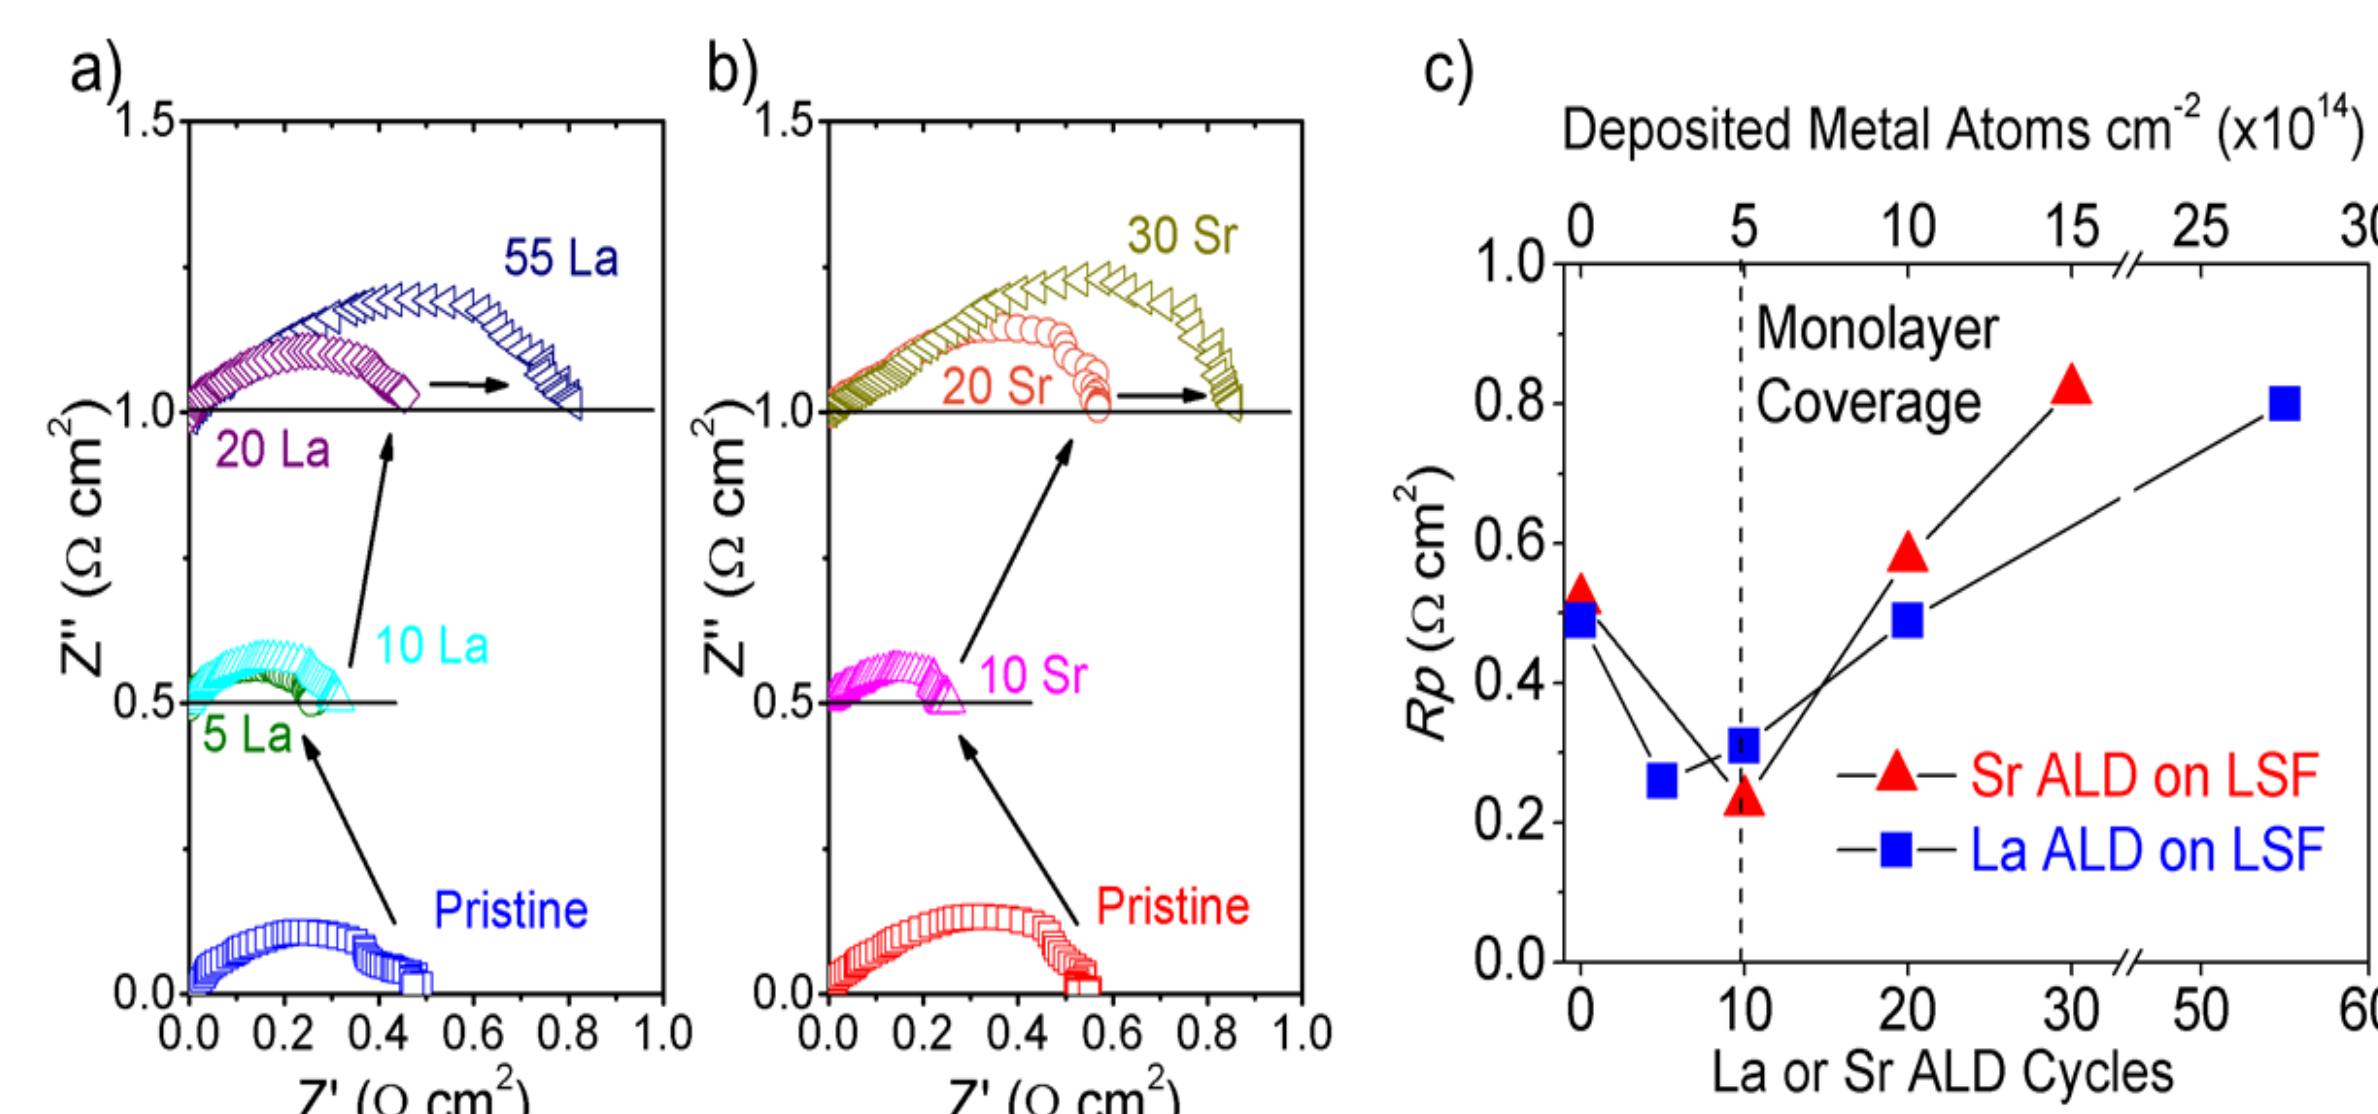 a)
1.5
1.0
0.5
0.0
Z'' (Ω cm²)
55 La
20 La
10 La
5 La
Pristine
0.0 0.2 0.4 0.6 0.8 1.0
Z' (Ω cm²)
b)
1.5
1.0
0.5
0.0
Z'' (Ω cm²)
30 Sr
20 Sr
10 Sr
Pristine
0.0 0.2 0.4 0.6 0.8 1.0
Z' (Ω cm²)
c)
Deposited Metal Atoms cm⁻² (x10¹⁴)
0 5 10 15 25 30
1.0
0.8
0.6
0.4
0.2
0.0
Rp (Ω cm²)
Monolayer
Coverage
Sr ALD on LSF
La ALD on LSF
0 10 20 30 50 60
La or Sr ALD Cycles